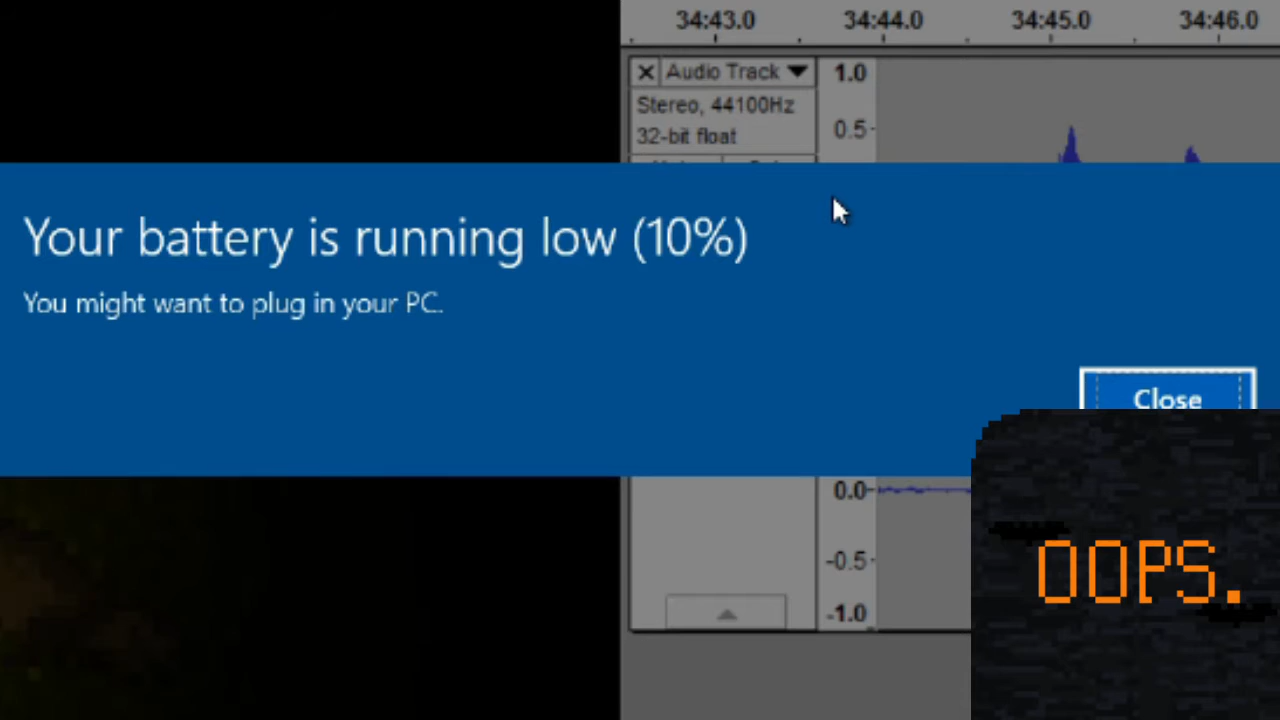 34:43.0 34:44.0 34:45.0 34:46.0
Audio Track
1.0
Stereo, 44100Hz
0.5
32-bit float
Your battery is running low (10%)
You might want to plug in your PC.
Close
0.0
-0.5
-1.0
OOPS.